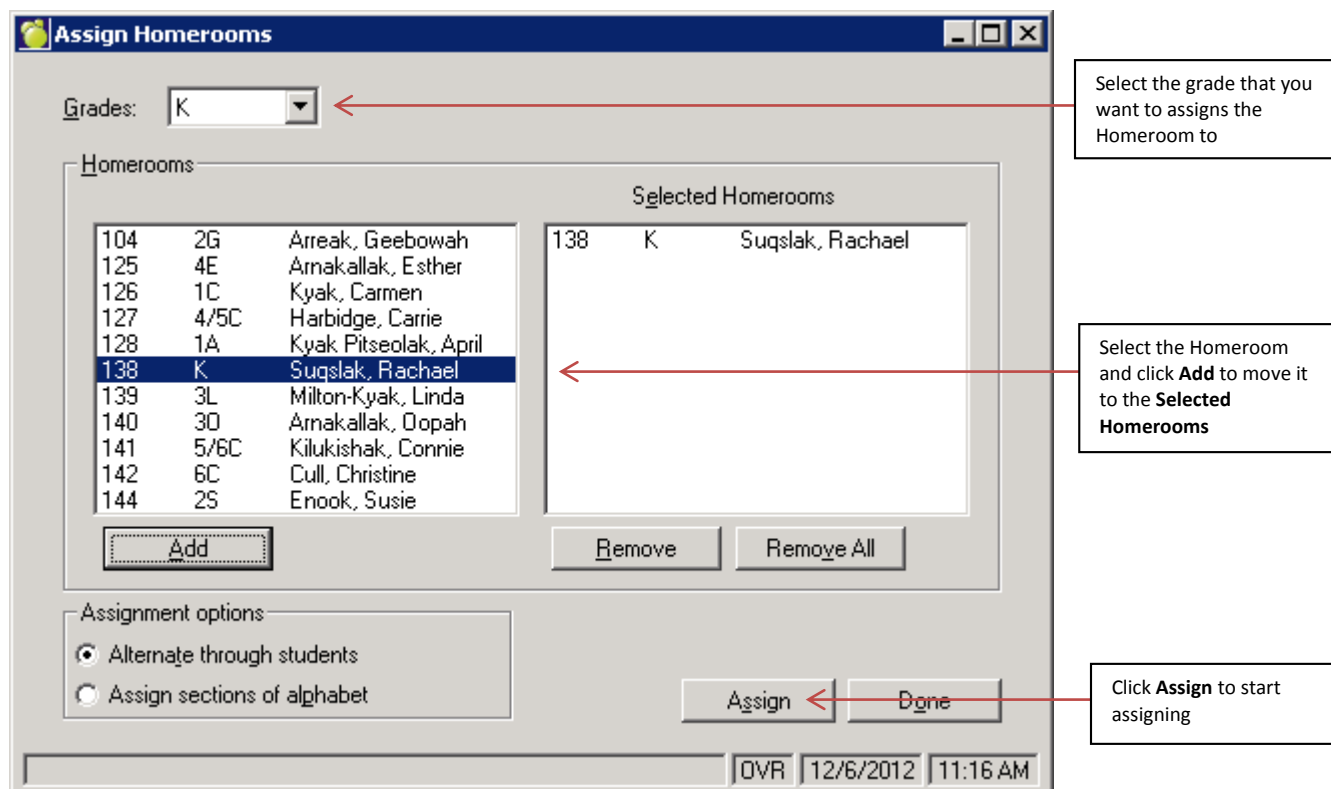 Assign Homerooms
Grades: K
Select the grade that you
want to assigns the
Homeroom to
Homerooms
Selected Homerooms
104 2G Arreak, Geebowah
125 4E Arnakallak, Esther
126 1C Kyak, Carmen
127 4/5C Harbidge, Carrie
128 1A Kyak Pitseolak, April
138 K Suqslak, Rachael
139 3L Milton-Kyak, Linda
140 3O Arnakallak, Oopah
141 5/6C Kilukishak, Connie
142 6C Cull, Christine
144 2S Enook, Susie
138 K Suqslak, Rachael
Select the Homeroom
and click Add to move it
to the Selected
Homerooms
Add
Remove
Remove All
Assignment options
Alternate through students
Assign sections of alphabet
Assign
Done
Click Assign to start
assigning
OVR 12/6/2012 11:16 AM